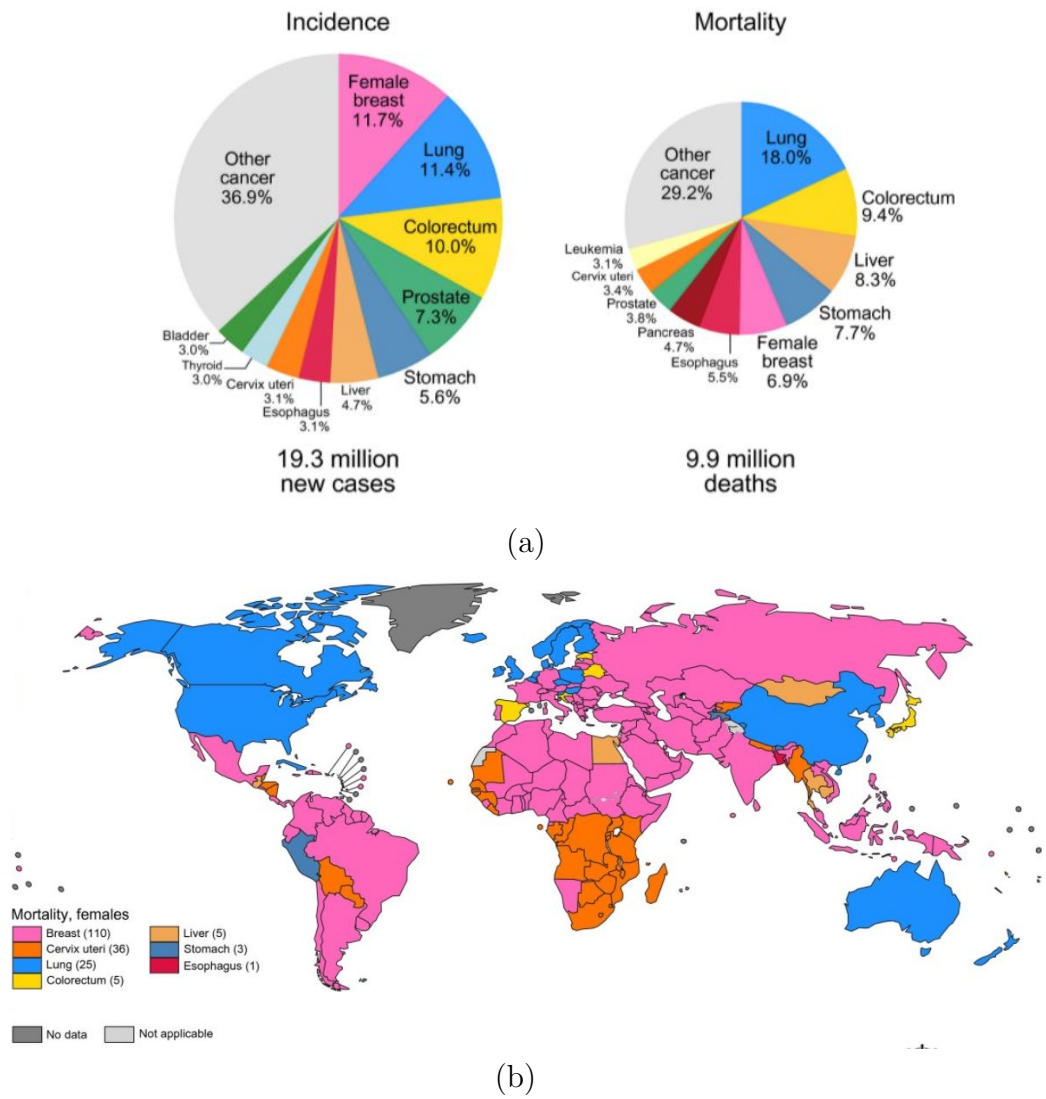 Incidence
Mortality
Female
breast
11.7%
Lung
11.4%
Colorectum
10.0%
Prostate
7.3%
Stomach
5.6%
Liver
4.7%
Esophagus
3.1%
Cervix uteri
3.1%
Thyroid
3.0%
Bladder
3.0%
Other
cancer
36.9%
19.3 million
new cases
Lung
18.0%
Colorectum
9.4%
Liver
8.3%
Stomach
7.7%
Female
breast
6.9%
Esophagus
5.5%
Pancreas
4.7%
Prostate
3.8%
Cervix uteri
3.4%
Leukemia
3.1%
Other
cancer
29.2%
9.9 million
deaths
(a)
Mortality, females
Breast (110)
Cervix uteri (36)
Lung (25)
Colorectum (5)
Liver (5)
Stomach (3)
Esophagus (1)
No data
Not applicable
(b)